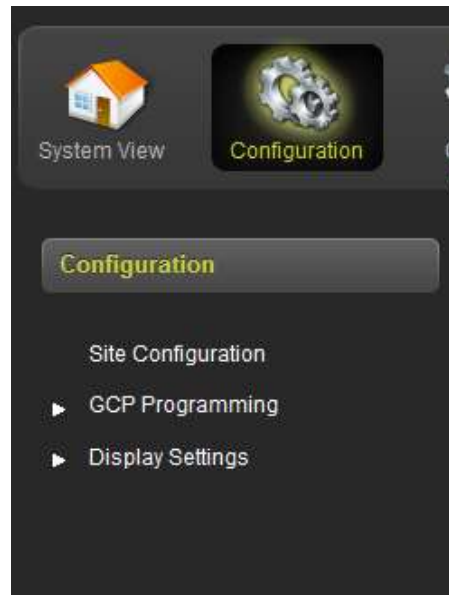 System View
Configuration
Configuration
Site Configuration
GCP Programming
Display Settings